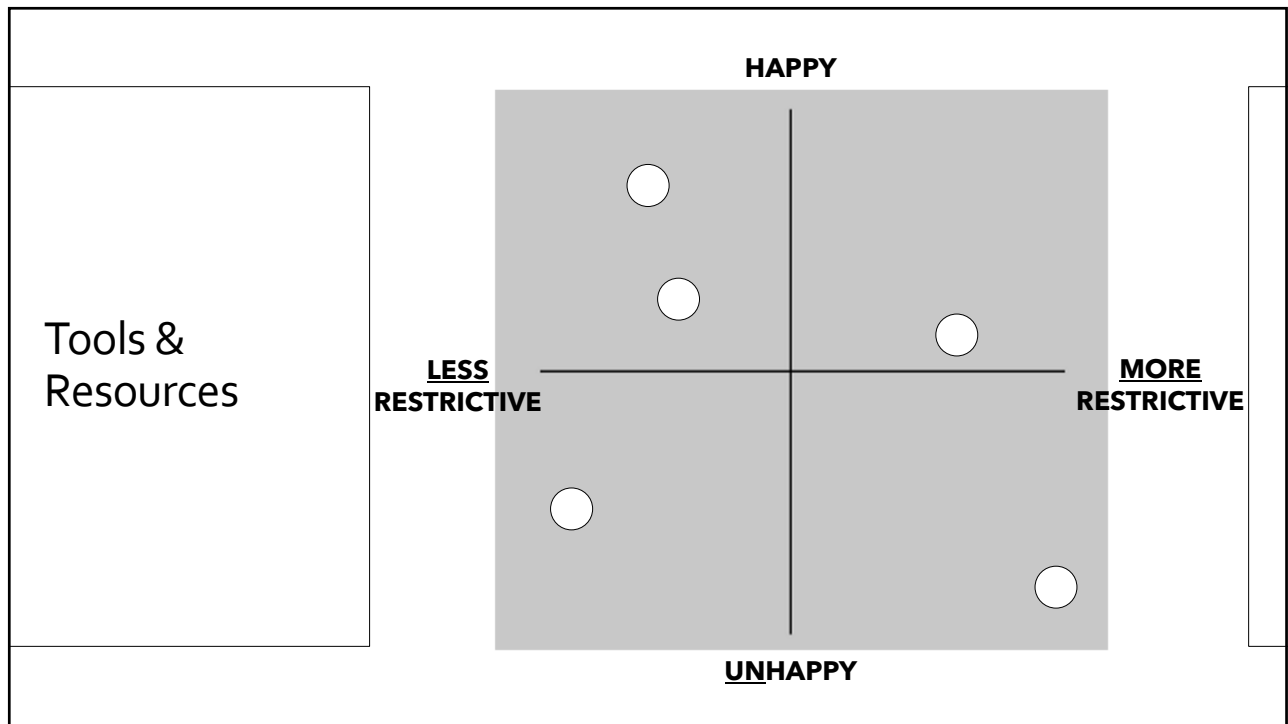 HAPPY
Tools &
Resources
LESS
RESTRICTIVE
MORE
RESTRICTIVE
UNHAPPY